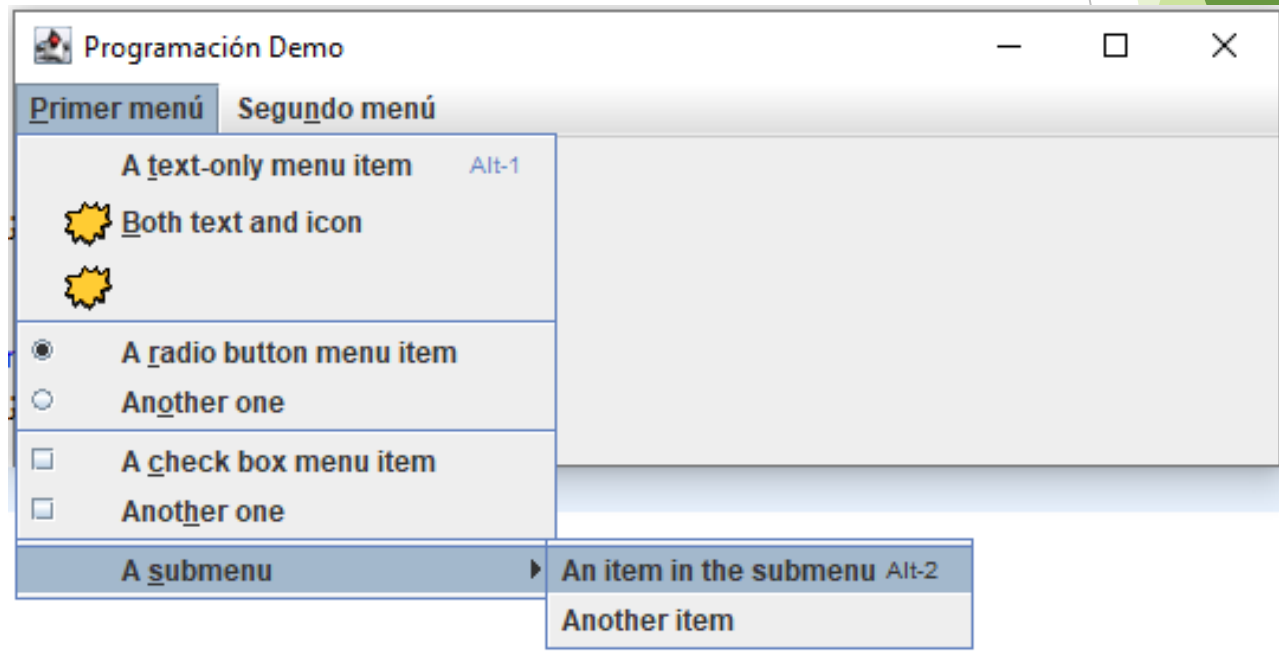 Programación Demo
Primer menú Segundo menú
A text-only menu item Alt-1
Both text and icon
A radio button menu item
Another one
A check box menu item
Another one
A submenu
An item in the submenu Alt-2
Another item